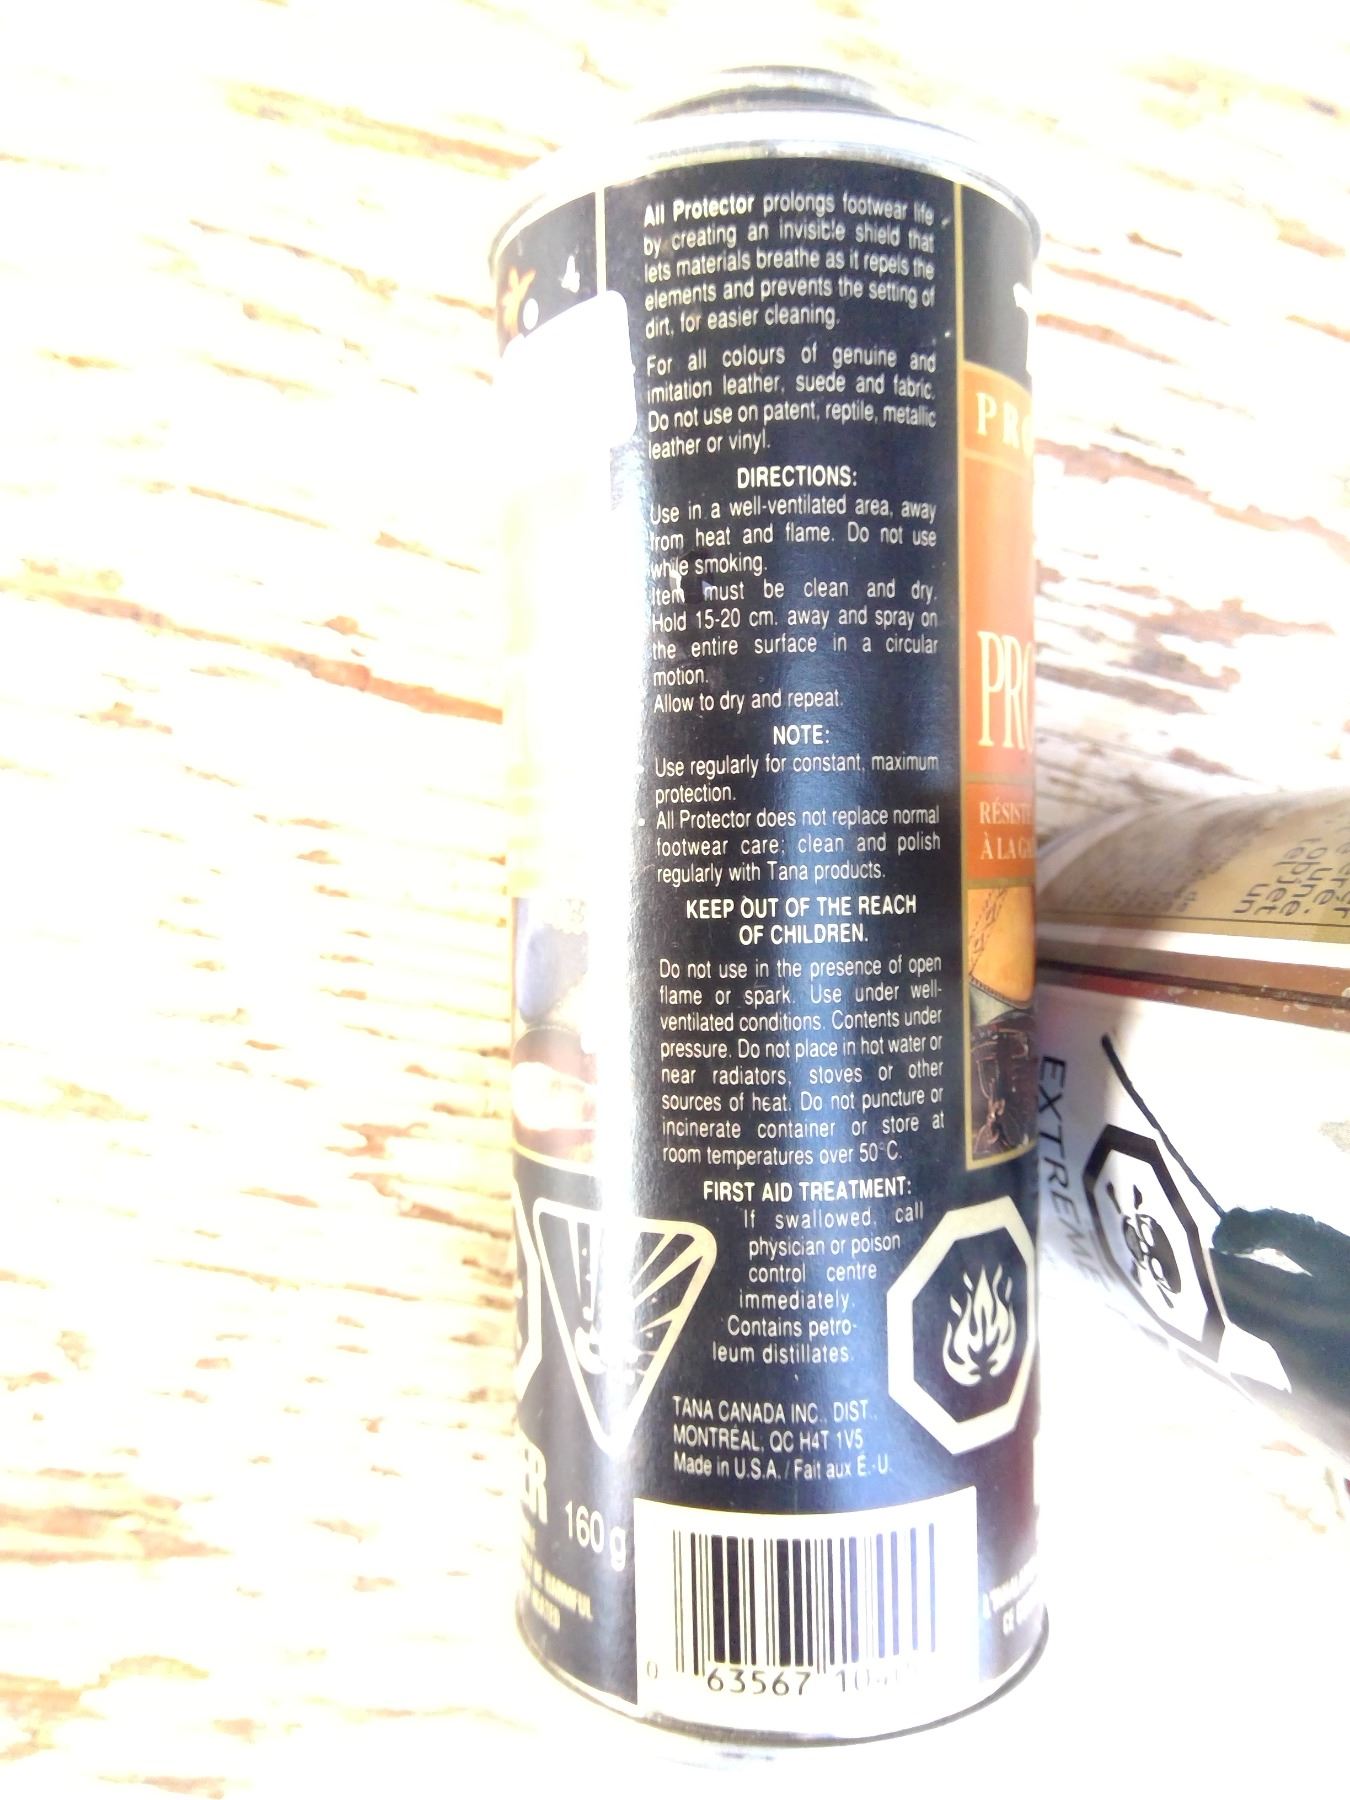 All Protector prolongs footwear life
by creating an invisible shield that
lets materials breathe as it repels the
elements and prevents the setting of
dirt, for easier cleaning.
For all colours of genuine and
imitation leather, suede and fabric.
Do not use on patent, reptile, metallic
leather or vinyl.
DIRECTIONS:
Use in a well-ventilated area, away
from heat and flame. Do not use
while smoking.
Item must be clean and dry.
Hold 15-20 cm. away and spray on
the entire surface in a circular
motion.
Allow to dry and repeat.
NOTE:
Use regularly for constant, maximum
protection.
All Protector does not replace normal
footwear care; clean and polish
regularly with Tana products.
KEEP OUT OF THE REACH
OF CHILDREN.
Do not use in the presence of open
flame or spark. Use under well-
ventilated conditions. Contents under
pressure. Do not place in hot water or
near radiators, stoves or other
sources of heat. Do not puncture or
incinerate container or store at
room temperatures over 50°C.
FIRST AID TREATMENT:
If swallowed, call
physician or poison
control centre
immediately.
Contains petro-
leum distillates.
TANA CANADA INC., DIST.
MONTRÉAL, QC H4T 1V5
Made in U.S.A. / Fait aux É.-U.
160 g
0 63567
PRO
RÉSISTE
À LA
EXTREME
une
objet
un